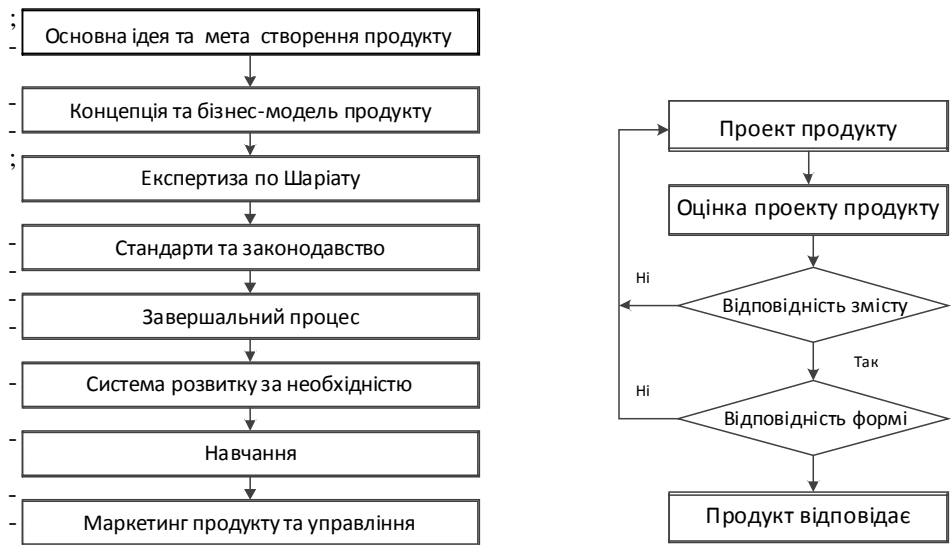 ;
-
Основна ідея та мета створення продукту
-
Концепція та бізнес-модель продукту
-
;
Експертиза по Шаріату
-
Стандарти та законодавство
-
-
Завершальний процес
-
-
Система розвитку за необхідністю
-
Навчання
-
-
Маркетинг продукту та управління
Проект продукту
Оцінка проекту продукту
Ні
Відповідність змісту
Так
Ні
Відповідність формі
Продукт відповідає